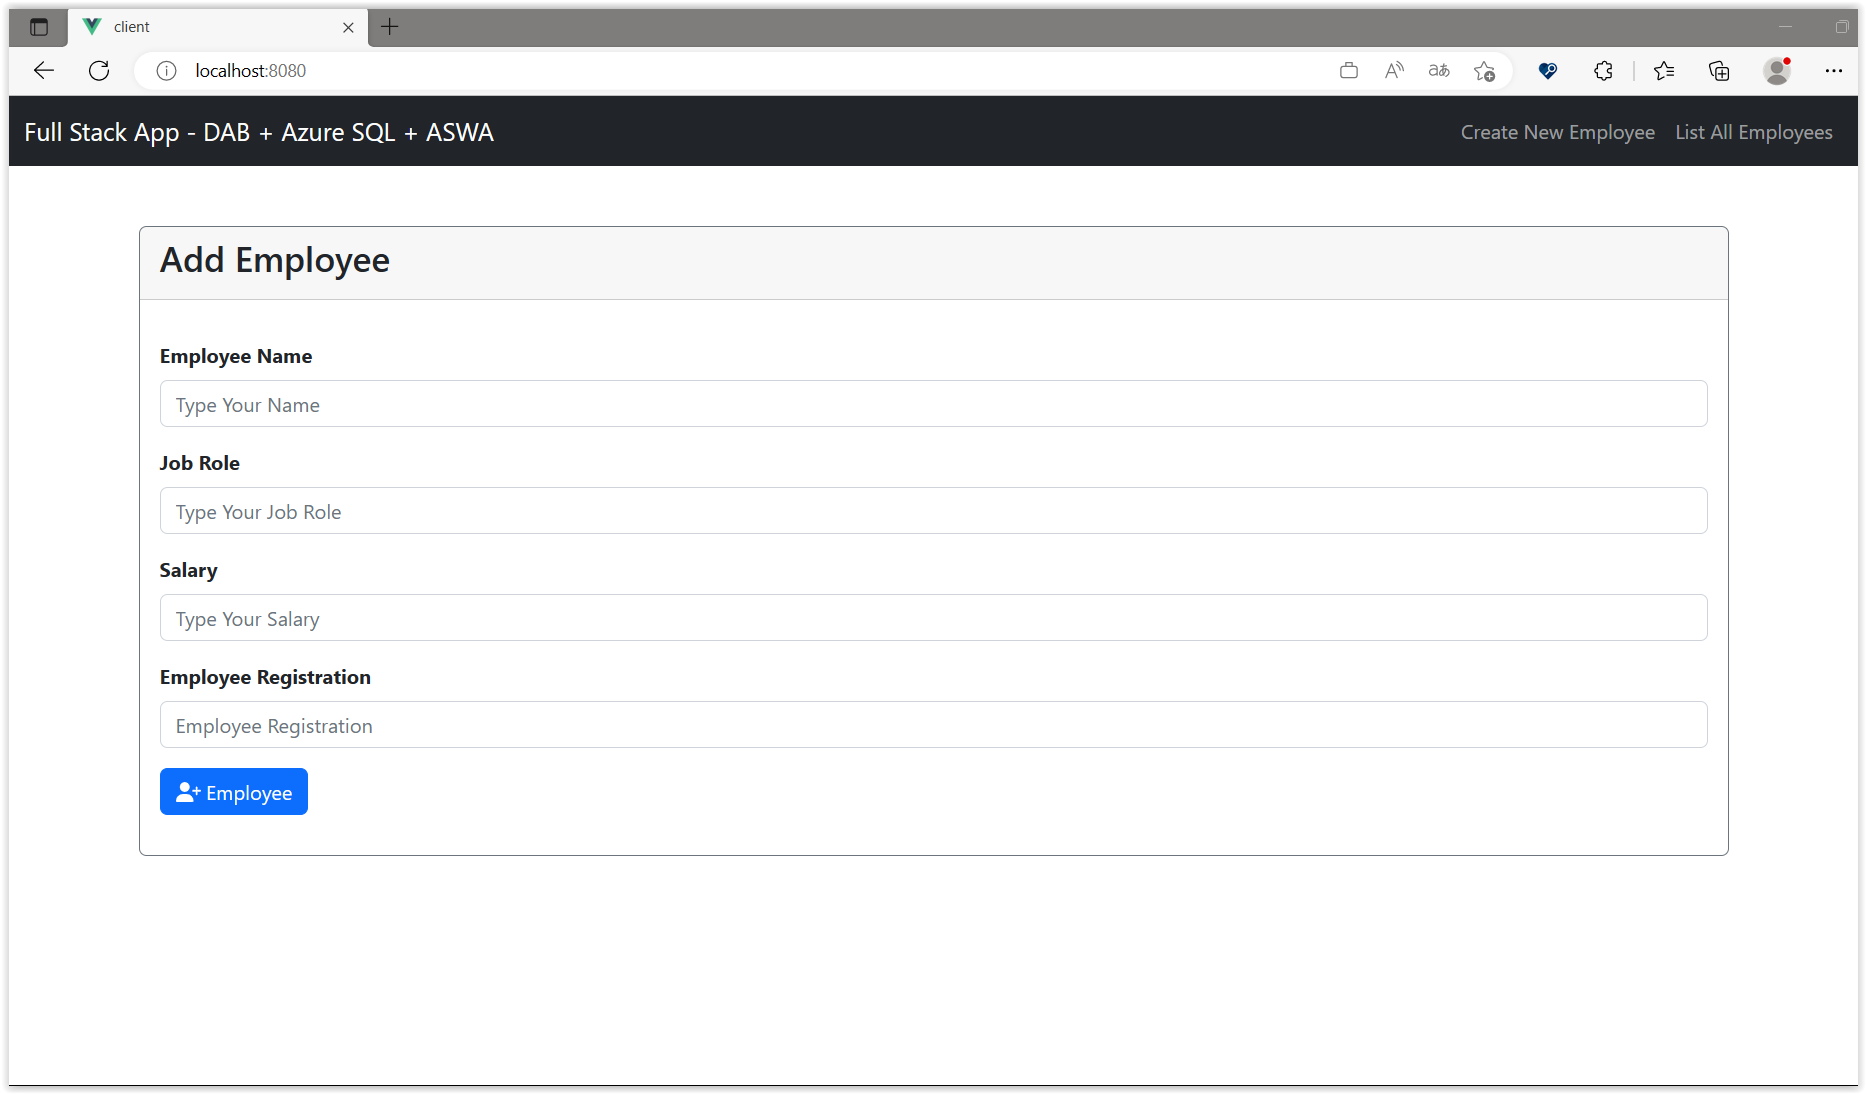 client
localhost:8080
Full Stack App - DAB + Azure SQL + ASWA
Create New Employee List All Employees
Add Employee
Employee Name
Type Your Name
Job Role
Type Your Job Role
Salary
Type Your Salary
Employee Registration
Employee Registration
Employee